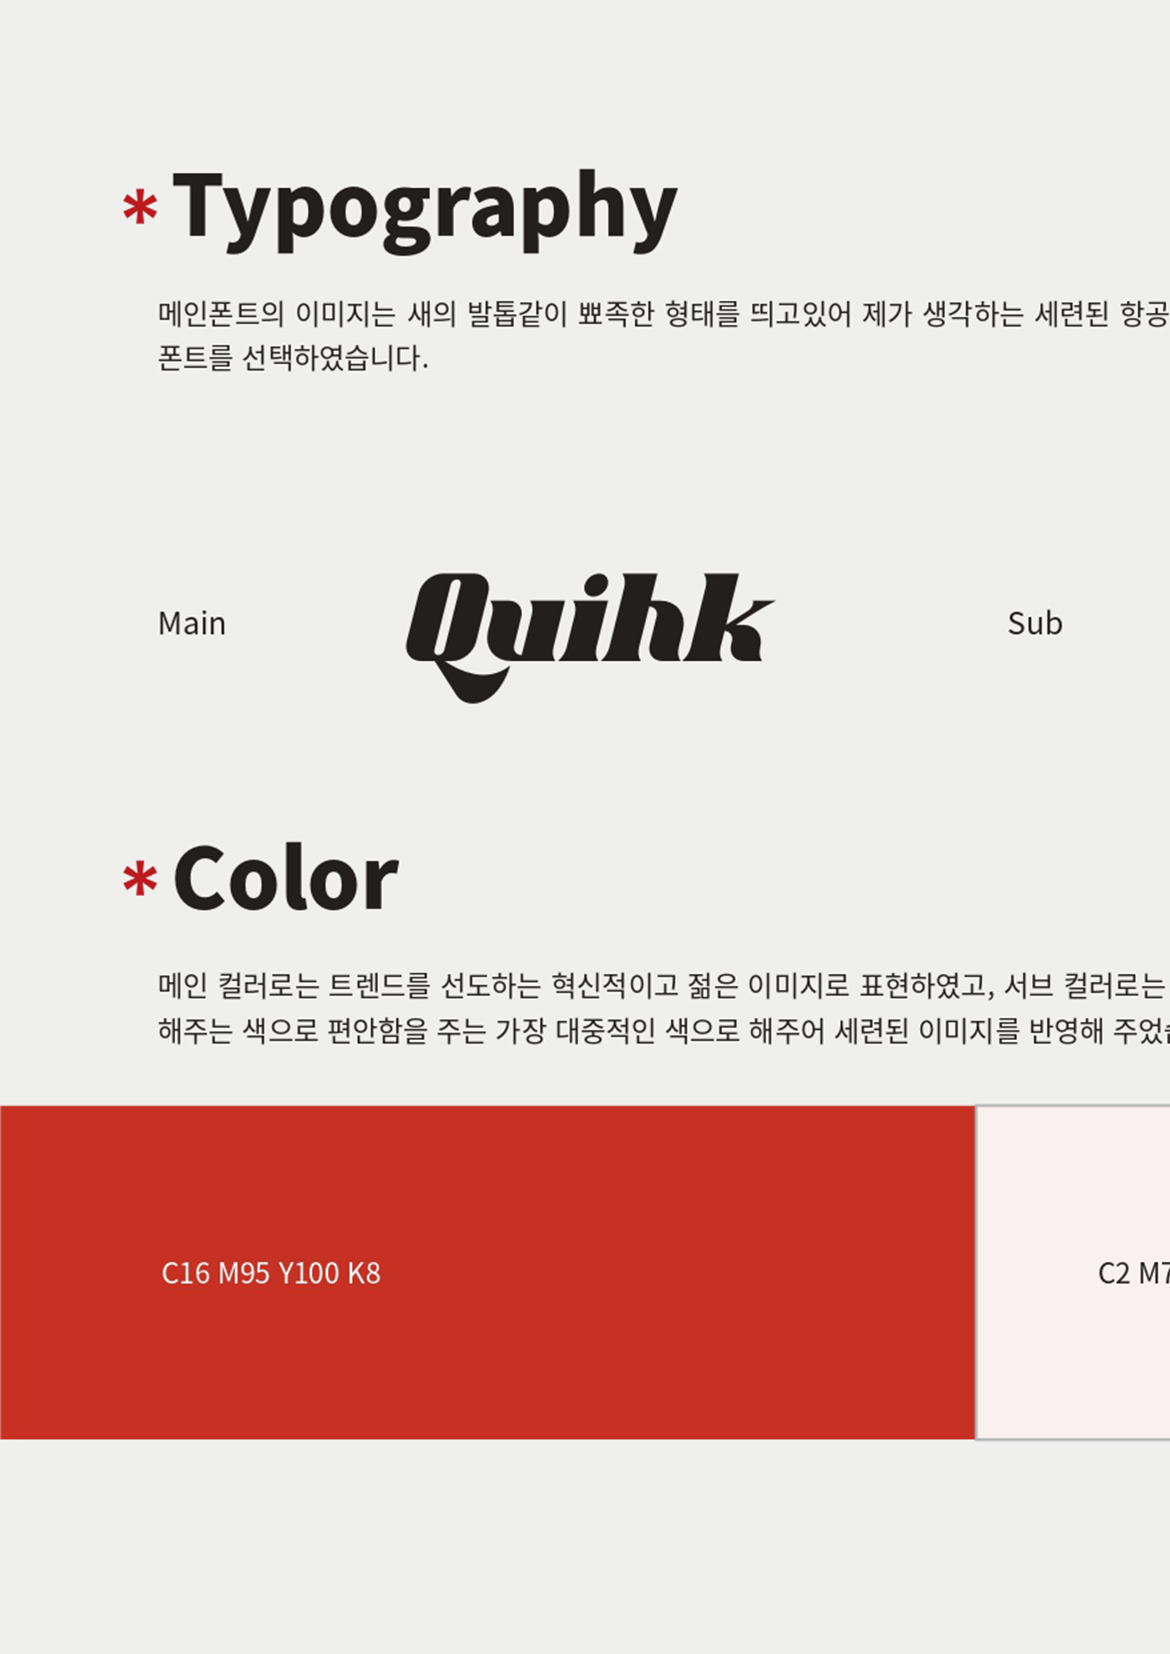 * Typography
메인폰트의 이미지는 새의 발톱같이 뾰족한 형태를 띄고있어 제가 생각하는 세련된 항공
폰트를 선택하였습니다.
Main
Quihk
Sub
* Color
메인 컬러로는 트렌드를 선도하는 혁신적이고 젊은 이미지로 표현하였고, 서브 컬러로는
해주는 색으로 편안함을 주는 가장 대중적인 색으로 해주어 세련된 이미지를 반영해
C16 M95 Y100 K8
C2 M7